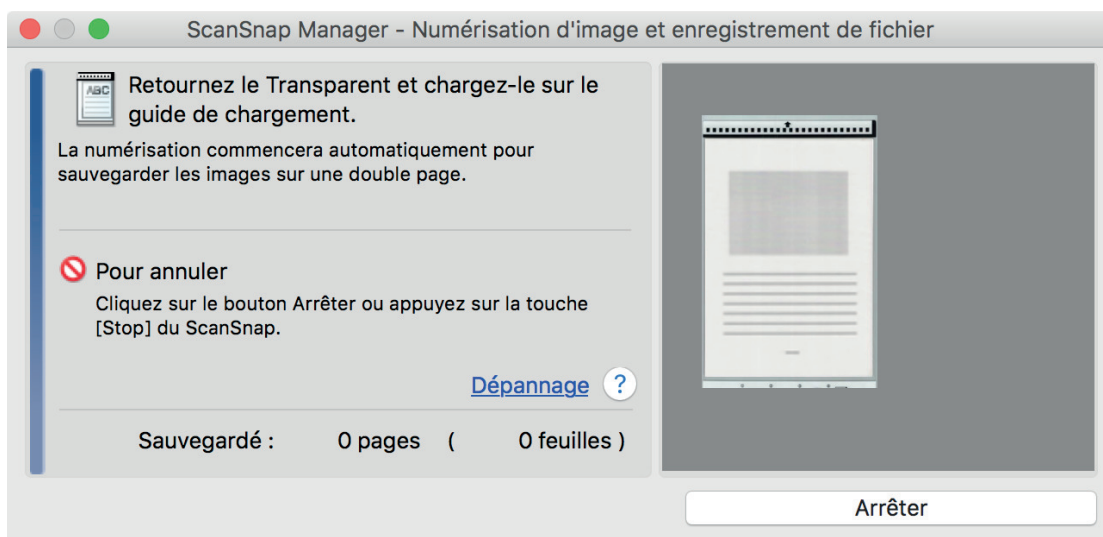 ScanSnap Manager - Numérisation d'image et enregistrement de fichier
ABC
Retournez le Transparent et chargez-le sur le
guide de chargement.
La numérisation commencera automatiquement pour
sauvegarder les images sur une double page.
Pour annuler
Cliquez sur le bouton Arrêter ou appuyez sur la touche
[Stop] du ScanSnap.
Dépannage ?
Sauvegardé : 0 pages ( 0 feuilles )
Arrêter